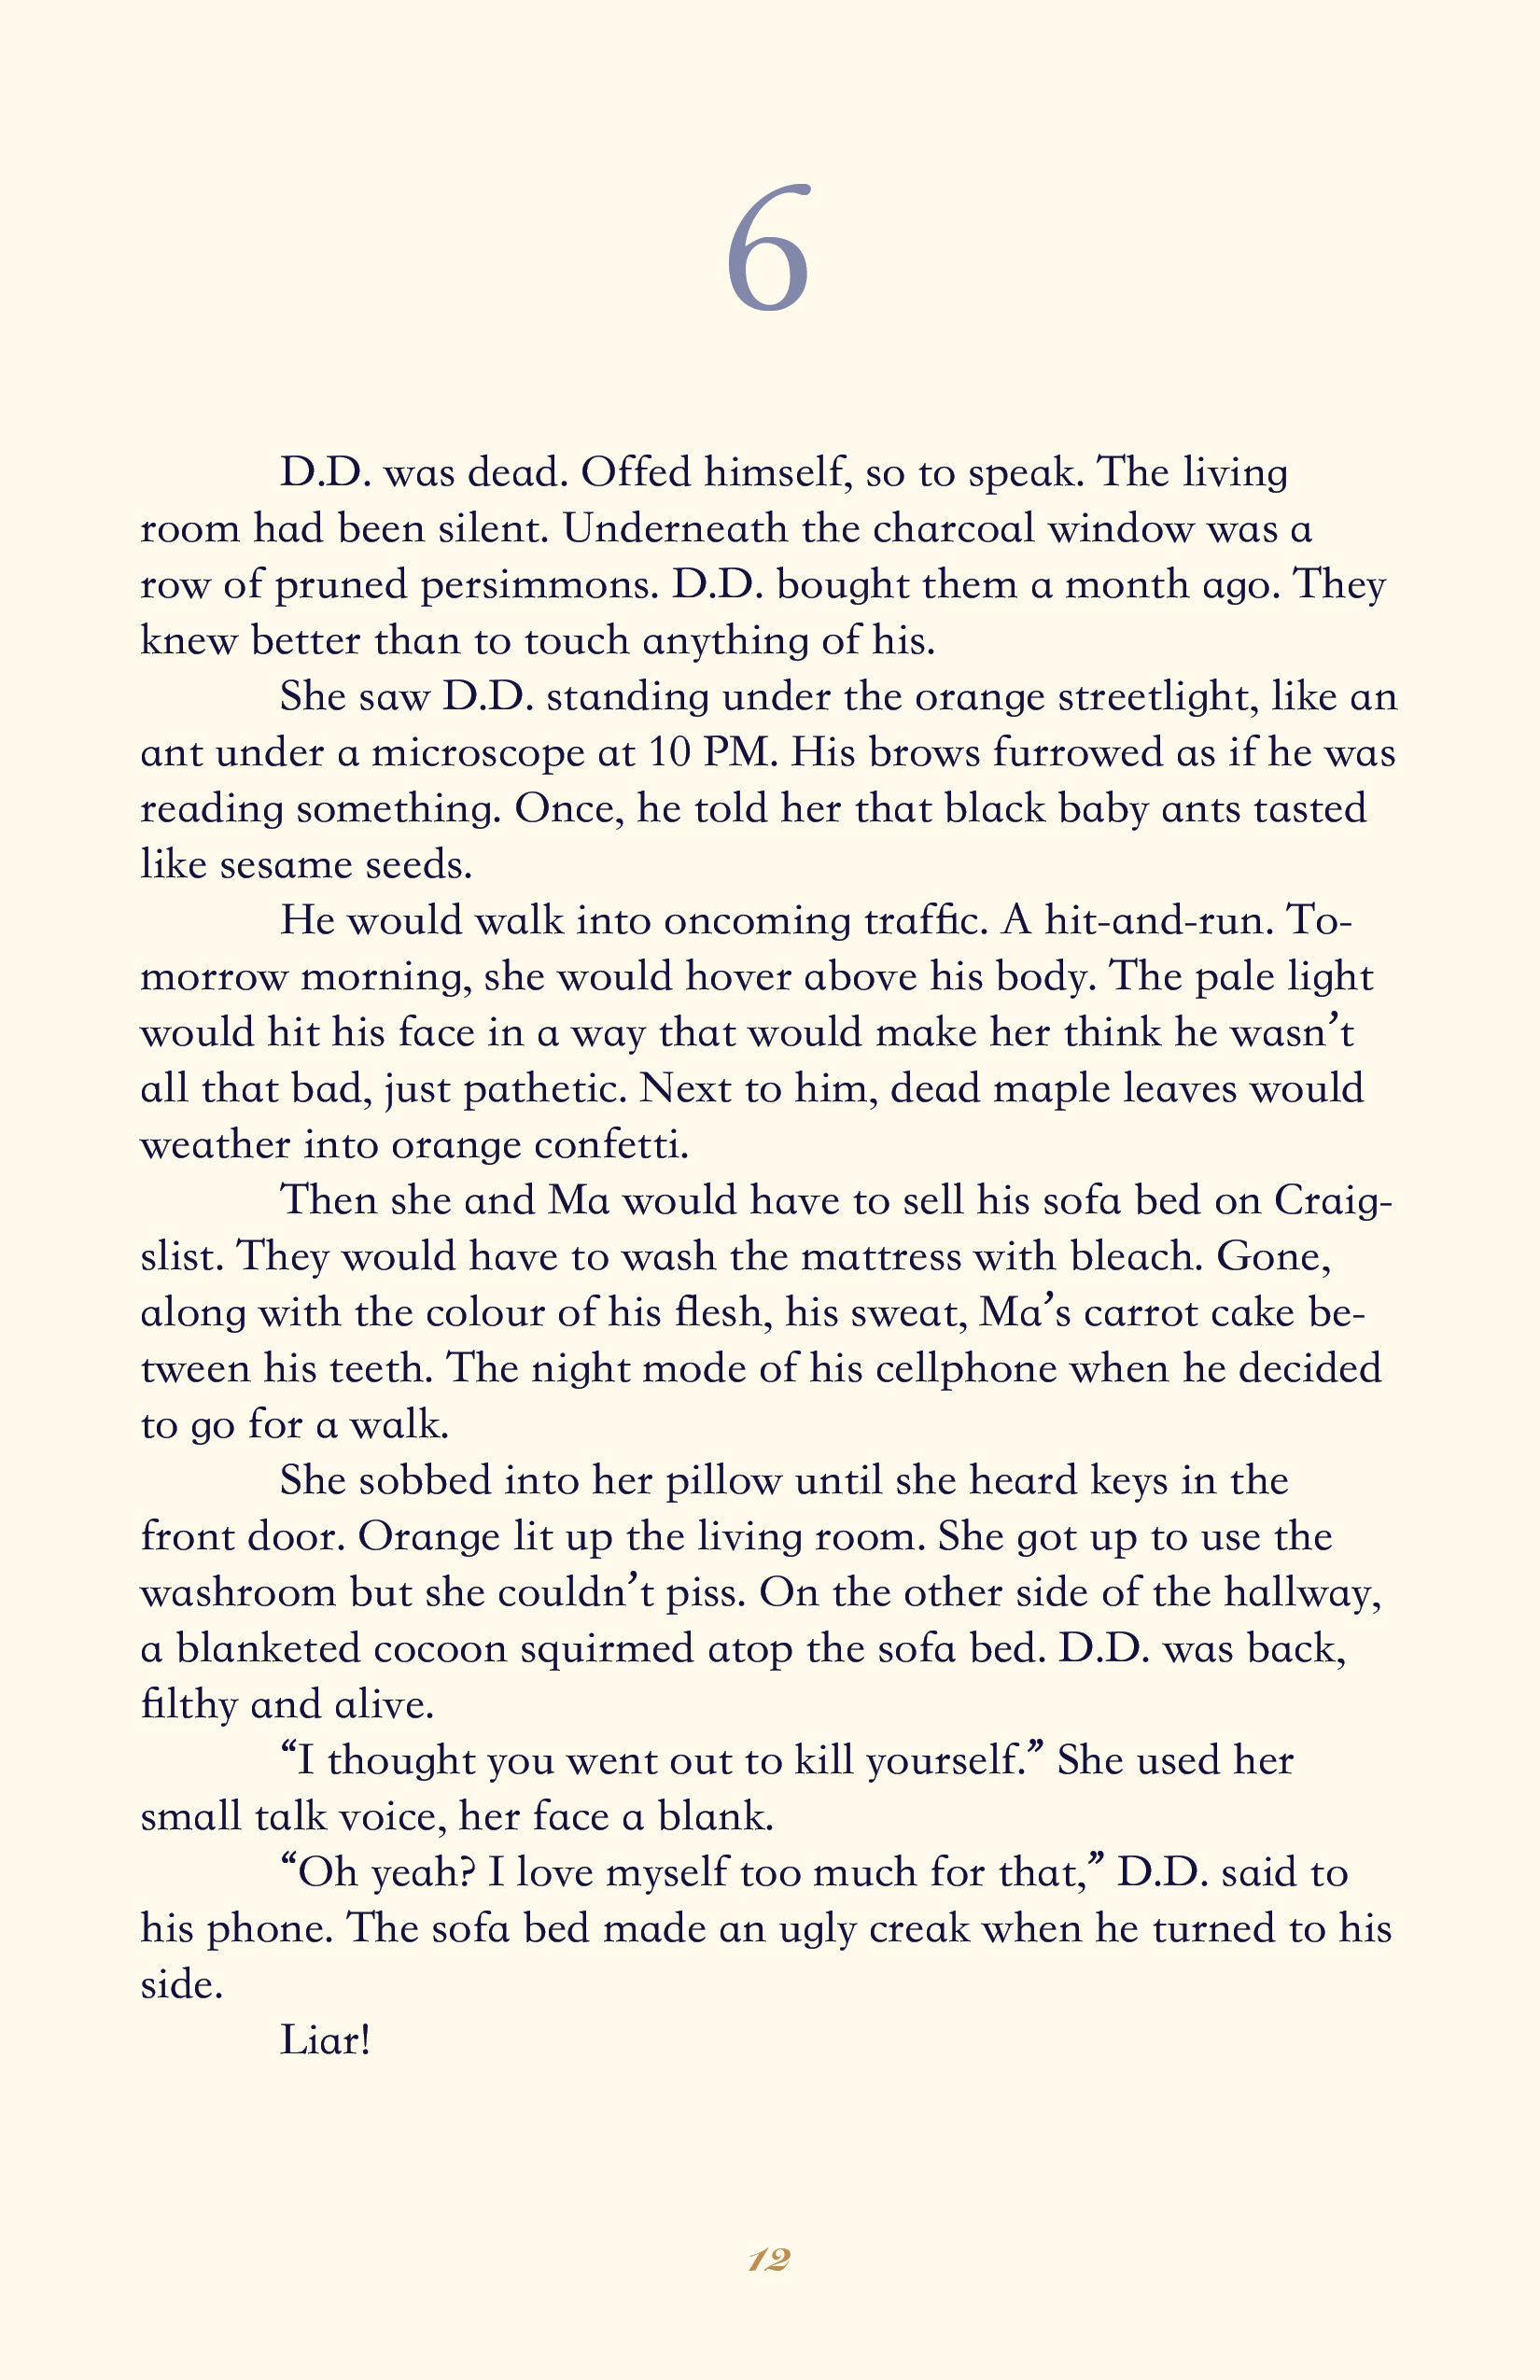 6
D.D. was dead. Offed himself, so to speak. The living
room had been silent. Underneath the charcoal window was a
row of pruned persimmons. D.D. bought them a month ago. They
knew better than to touch anything of his.
She saw D.D. standing under the orange streetlight, like an
ant under a microscope at 10 PM. His brows furrowed as if he was
reading something. Once, he told her that black baby ants tasted
like sesame seeds.
He would walk into oncoming traffic. A hit-and-run. To-
morrow morning, she would hover above his body. The pale light
would hit his face in a way that would make her think he wasn’t
all that bad, just pathetic. Next to him, dead maple leaves would
weather into orange confetti.
Then she and Ma would have to sell his sofa bed on Craig-
slist. They would have to wash the mattress with bleach. Gone,
along with the colour of his flesh, his sweat, Ma’s carrot cake be-
tween his teeth. The night mode of his cellphone when he decided
to go for a walk.
She sobbed into her pillow until she heard keys in the
front door. Orange lit up the living room. She got up to use the
washroom but she couldn’t piss. On the other side of the hallway,
a blanketed cocoon squirmed atop the sofa bed. D.D. was back,
filthy and alive.
“I thought you went out to kill yourself.” She used her
small talk voice, her face a blank.
“Oh yeah? I love myself too much for that,” D.D. said to
his phone. The sofa bed made an ugly creak when he turned to his
side.
Liar!
12